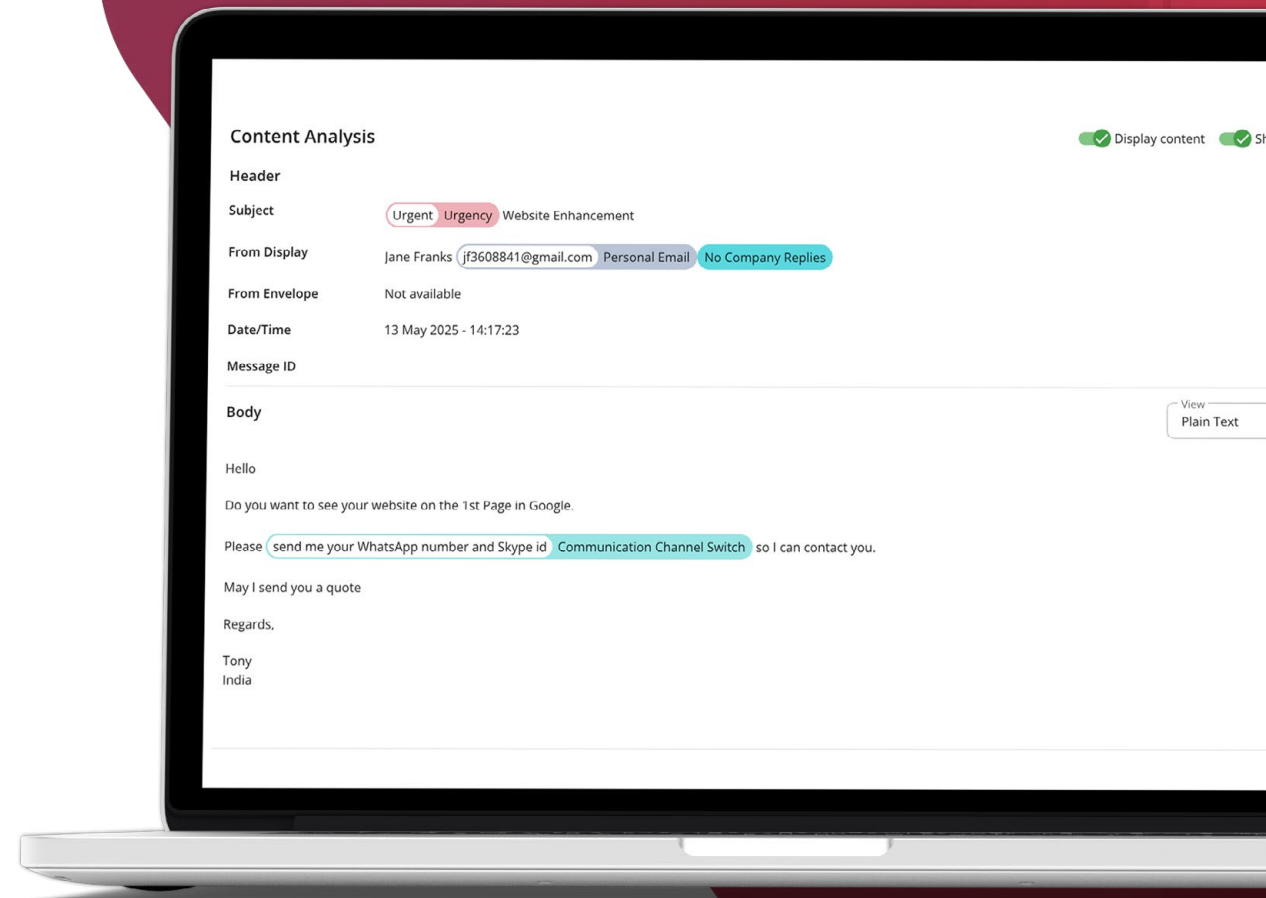 Content Analysis
Display content
Header
Subject Urgent Urgency Website Enhancement
From Display Jane Franks jf3608841@gmail.com Personal Email No Company Replies
From Envelope Not available
Date/Time 13 May 2025 - 14:17:23
Message ID
Body
View
Plain Text
Hello
Do you want to see your website on the 1st Page in Google.
Please send me your WhatsApp number and Skype id Communication Channel Switch so I can contact you.
May I send you a quote
Regards,
Tony
India